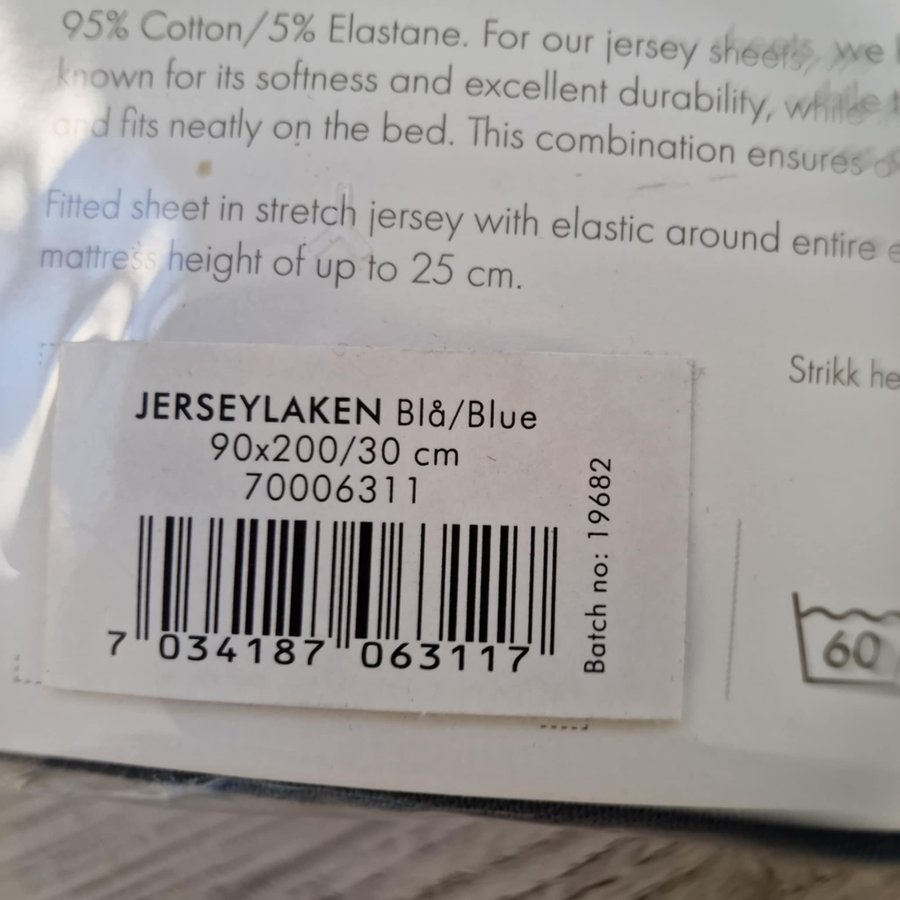 95% Cotton/5% Elastane. For our jersey sheets, we
known for its softness and excellent durability, while
and fits neatly on the bed. This combination ensures
Fitted sheet in stretch jersey with elastic around entire
mattress height of up to 25 cm.
Strikk
JERSEYLAKEN Blå/Blue
90x200/30 cm
70006311
Batch no: 19682
7 034187 063117
60